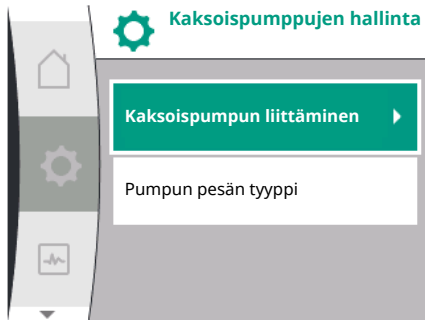 Kaksoispumppujen hallinta
Kaksoispumpun liittäminen
Pumpun pesän tyyppi